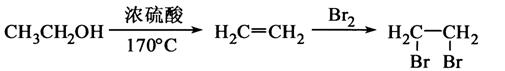 CH₃CH₂OH 浓硫酸 170°C H₂C=CH₂ Br₂ H₂C—CH₂
Br Br